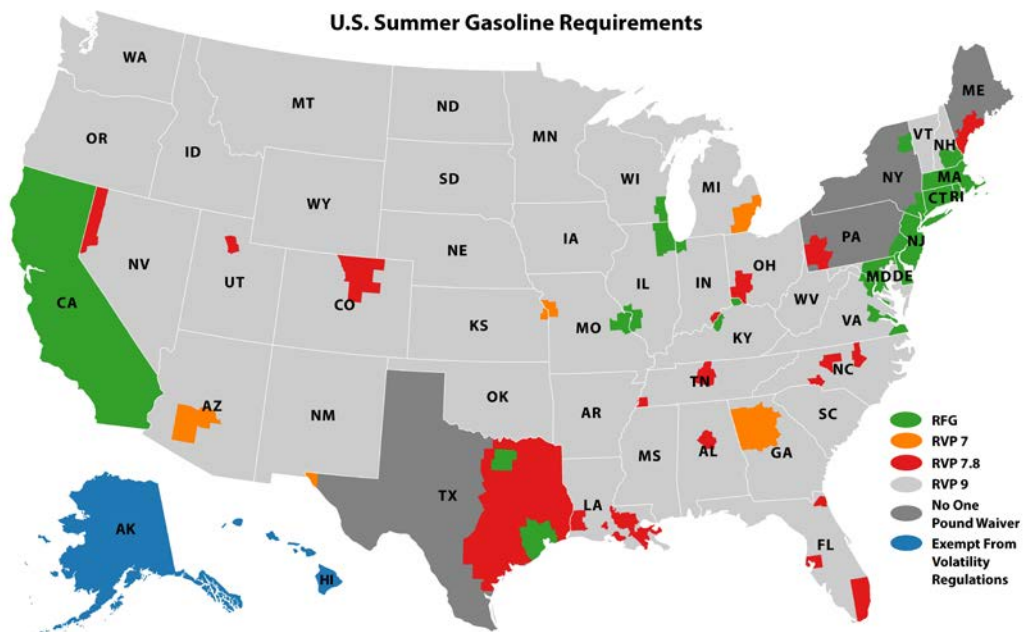 U.S. Summer Gasoline Requirements
WA
MT
ND
MN
ME
OR
ID
VT
NH
WI
MI
NY
MA
CT RI
SD
WY
IA
PA
NJ
NE
OH
NV
UT
CO
IL
IN
MD DE
WV
CA
KS
MO
KY
VA
TN
NC
AZ
NM
OK
AR
SC
MS
AL
GA
TX
LA
FL
AK
HI
RFG
RVP 7
RVP 7.8
RVP 9
No One
Pound Waiver
Exempt From
Volatility
Regulations